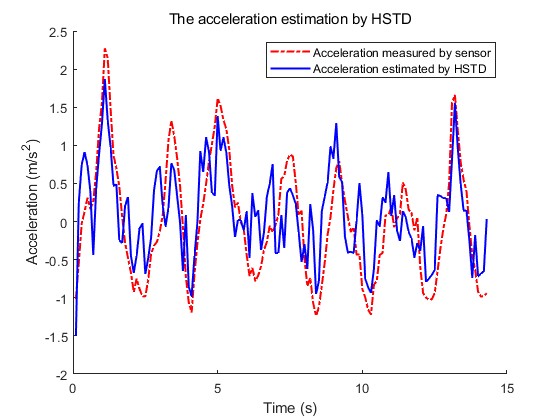 The acceleration estimation by HSTD
Acceleration measured by sensor
Acceleration estimated by HSTD
Acceleration (m/s²)
2.5
2
1.5
1
0.5
0
-0.5
-1
-1.5
-2
0
5
10
15
Time (s)